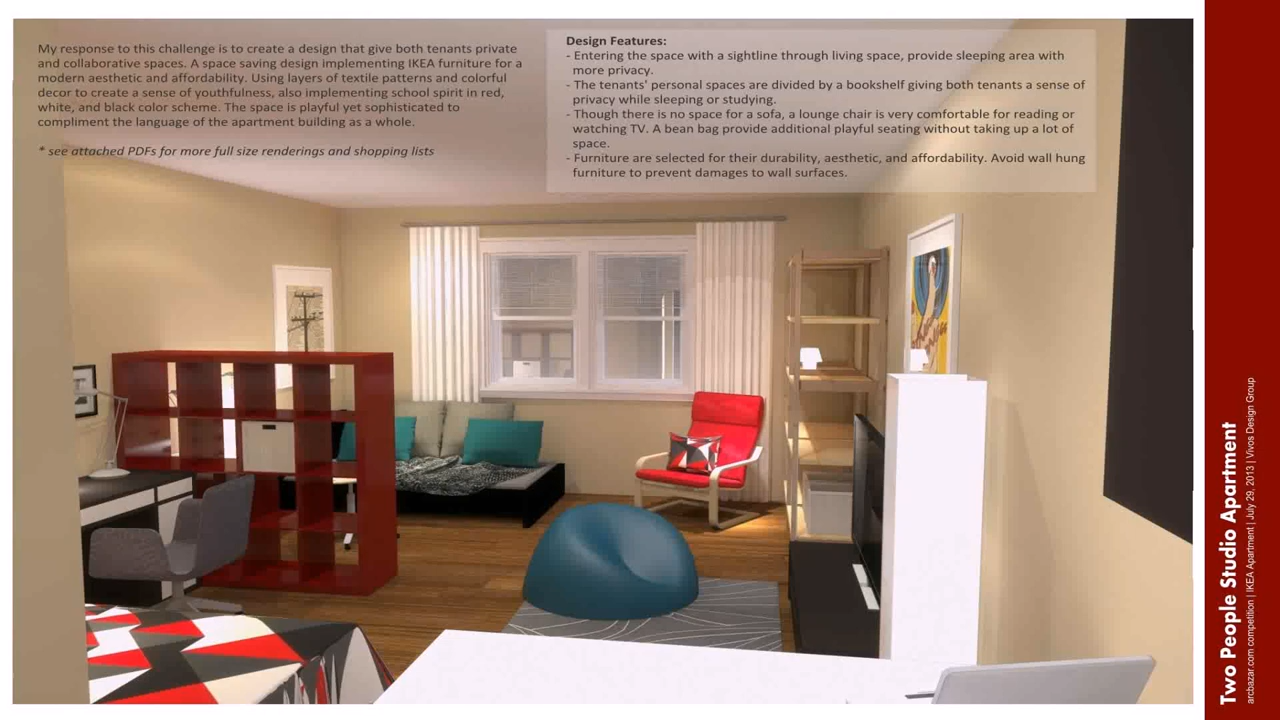 My response to this challenge is to create a design that give both tenants private
and collaborative spaces. A space saving design implementing IKEA furniture for a
modern aesthetic and affordability. Using layers of textile patterns and colorful
decor to create a sense of youthfulness, also implementing school spirit in red,
white, and black color scheme. The space is playful yet sophisticated to
compliment the language of the apartment building as a whole.
* see attached PDFs for more full size renderings and shopping lists
Design Features:
- Entering the space with a sightline through living space, provide sleeping area with
more privacy.
- The tenants' personal spaces are divided by a bookshelf giving both tenants a sense of
privacy while sleeping or studying.
- Though there is no space for a sofa, a lounge chair is very comfortable for reading or
watching TV. A bean bag provide additional playful seating without taking up a lot of
space.
- Furniture are selected for their durability, aesthetic, and affordability. Avoid wall hung
furniture to prevent damages to wall surfaces.
Two People Studio Apartment
arcbazar.com competition | IKEA Apartment | July 29, 2013 | Vivos Design Group